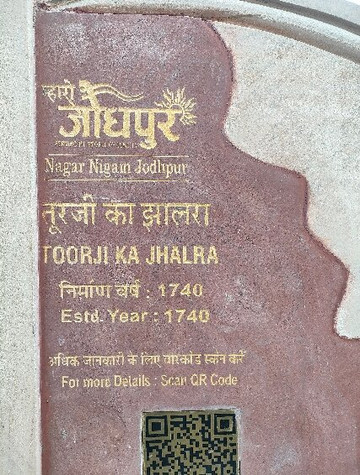 म्हारो
जोधपुर
Nagar Nigam Jodhpur
तूरजी का झालरा
TOORJI KA JHALRA
निर्माण वर्ष : 1740
Estd. Year : 1740
अधिक जानकारी के लिए बारकोड स्कैन करें
For more Details : Scan QR Code